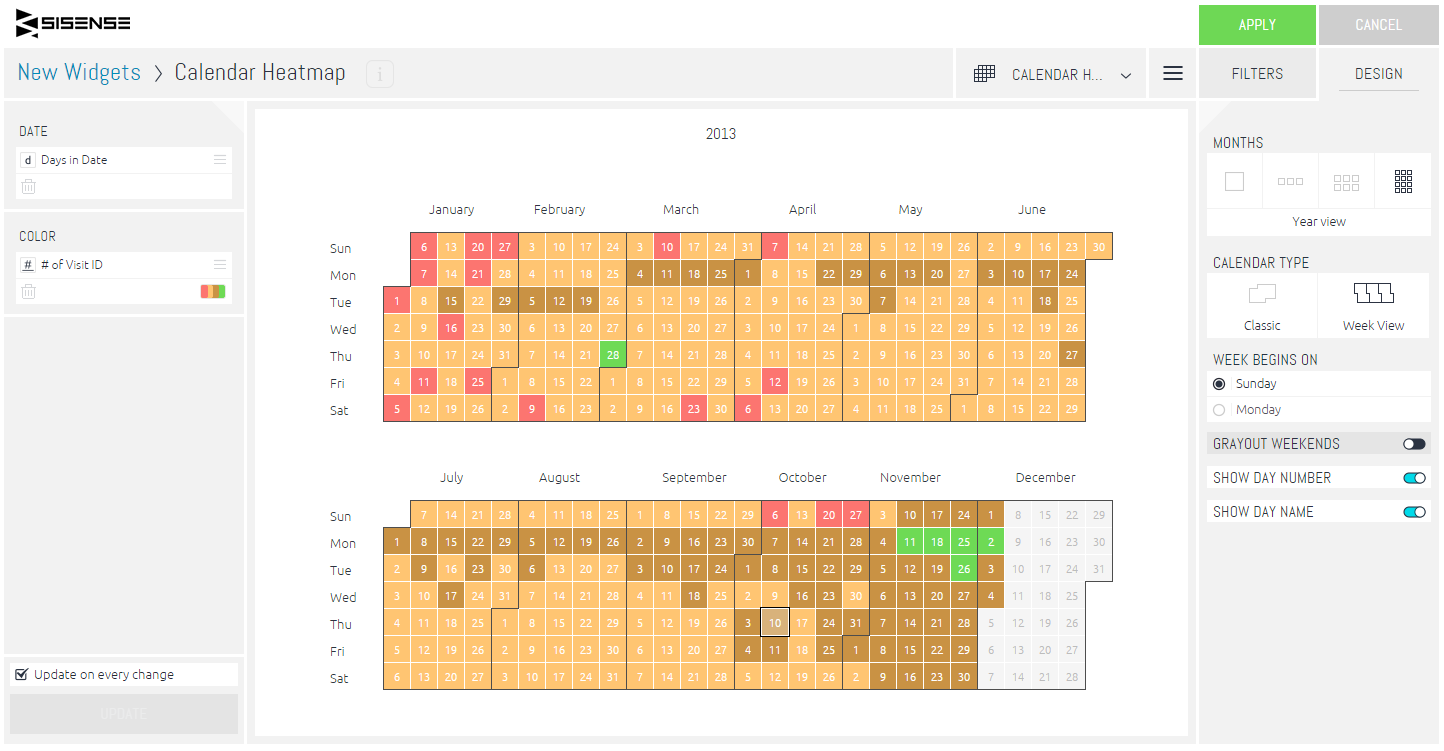 SISENSE
APPLY
CANCEL
New Widgets > Calendar Heatmap i
CALENDAR H...
FILTERS
DESIGN
DATE
d Days in Date
COLOR
# # of Visit ID
Update on every change
UPDATE
2013
January February March April May June
Sun 6 13 20 27 3 10 17 24 3 10 17 24 31 7 14 21 28 5 12 19 26 2 9 16 23 30
Mon 7 14 21 28 4 11 18 25 4 11 18 25 1 8 15 22 29 6 13 20 27 3 10 17 24
Tue 1 8 15 22 29 5 12 19 26 5 12 19 26 2 9 16 23 30 7 14 21 28 4 11 18 25
Wed 2 9 16 23 30 6 13 20 27 6 13 20 27 3 10 17 24 1 8 15 22 29 5 12 19 26
Thu 3 10 17 24 31 7 14 21 28 7 14 21 28 4 11 18 25 2 9 16 23 30 6 13 20 27
Fri 4 11 18 25 1 8 15 22 1 8 15 22 29 5 12 19 26 3 10 17 24 31 7 14 21 28
Sat 5 12 19 26 2 9 16 23 2 9 16 23 30 6 13 20 27 4 11 18 25 1 8 15 22 29
July August September October November December
Sun 7 14 21 28 4 11 18 25 1 8 15 22 29 6 13 20 27 3 10 17 24 1 8 15 22 29
Mon 1 8 15 22 29 5 12 19 26 2 9 16 23 30 7 14 21 28 4 11 18 25 2 9 16 23 30
Tue 2 9 16 23 30 6 13 20 27 3 10 17 24 1 8 15 22 29 5 12 19 26 3 10 17 24 31
Wed 3 10 17 24 31 7 14 21 28 4 11 18 25 2 9 16 23 30 6 13 20 27 4 11 18 25
Thu 4 11 18 25 1 8 15 22 29 5 12 19 26 3 10 17 24 31 7 14 21 28 5 12 19 26
Fri 5 12 19 26 2 9 16 23 30 6 13 20 27 4 11 18 25 1 8 15 22 29 6 13 20 27
Sat 6 13 20 27 3 10 17 24 31 7 14 21 28 5 12 19 26 2 9 16 23 30 7 14 21 28
MONTHS
Year view
CALENDAR TYPE
Classic
Week View
WEEK BEGINS ON
Sunday
Monday
GRAYOUT WEEKENDS
SHOW DAY NUMBER
SHOW DAY NAME